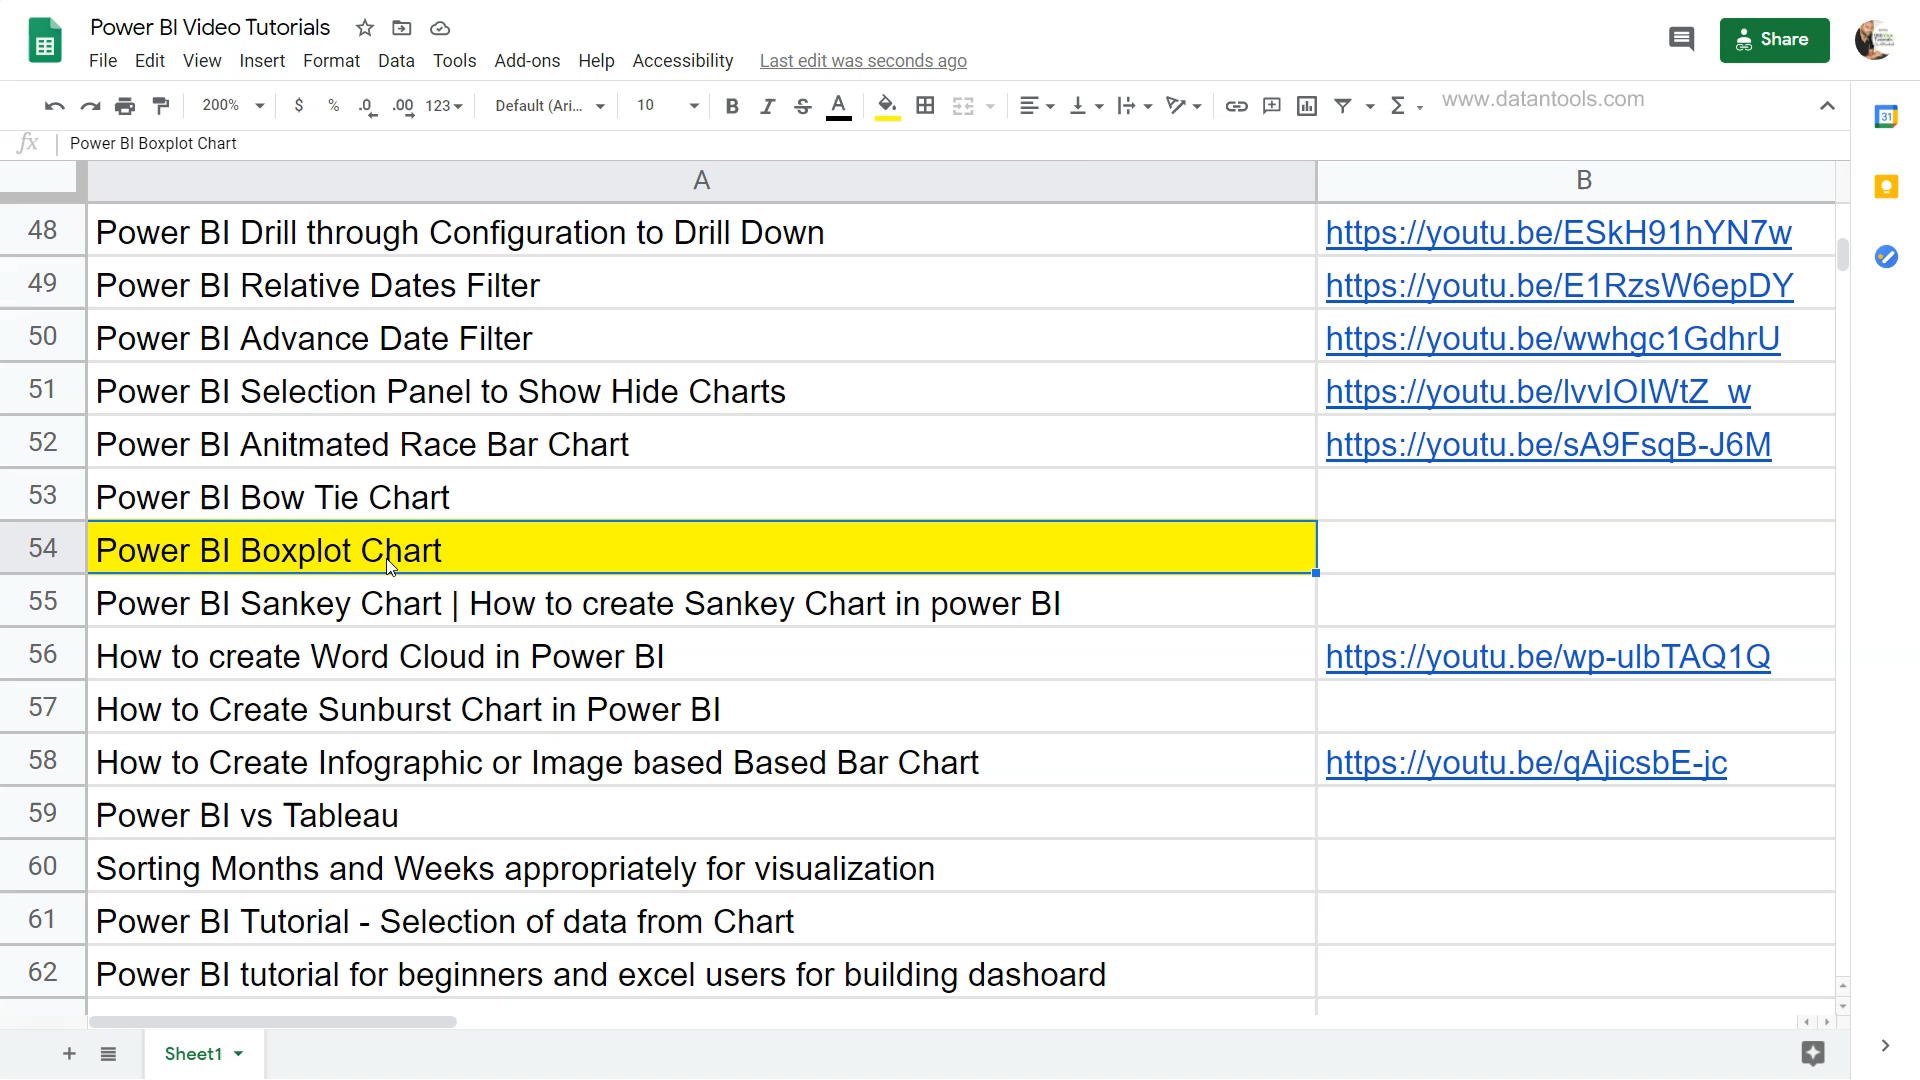 Power BI Video Tutorials
File Edit View Insert Format Data Tools Add-ons Help Accessibility Last edit was seconds ago
Share
200% $ % .0 .00 123 Default (Ari... 10 B I S A www.datantools.com
31
fx Power BI Boxplot Chart
A B
48 Power BI Drill through Configuration to Drill Down https://youtu.be/ESkH91hYN7w
49 Power BI Relative Dates Filter https://youtu.be/E1RzsW6epDY
50 Power BI Advance Date Filter https://youtu.be/wwhgc1GdhrU
51 Power BI Selection Panel to Show Hide Charts https://youtu.be/lvvIOIWtZ_w
52 Power BI Anitmated Race Bar Chart https://youtu.be/sA9FsqB-J6M
53 Power BI Bow Tie Chart
54 Power BI Boxplot Chart
55 Power BI Sankey Chart | How to create Sankey Chart in power BI
56 How to create Word Cloud in Power BI https://youtu.be/wp-ulbTAQ1Q
57 How to Create Sunburst Chart in Power BI
58 How to Create Infographic or Image based Based Bar Chart https://youtu.be/qAjicsbE-jc
59 Power BI vs Tableau
60 Sorting Months and Weeks appropriately for visualization
61 Power BI Tutorial - Selection of data from Chart
62 Power BI tutorial for beginners and excel users for building dashoard
Sheet1